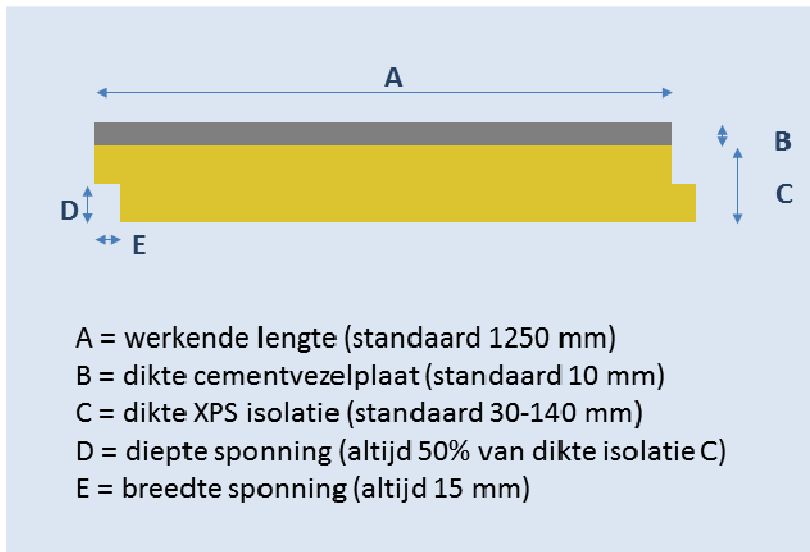 A
B
C
D
E
A = werkende lengte (standaard 1250 mm)
B = dikte cementvezelplaat (standaard 10 mm)
C = dikte XPS isolatie (standaard 30-140 mm)
D = diepte sponning (altijd 50% van dikte isolatie C)
E = breedte sponning (altijd 15 mm)